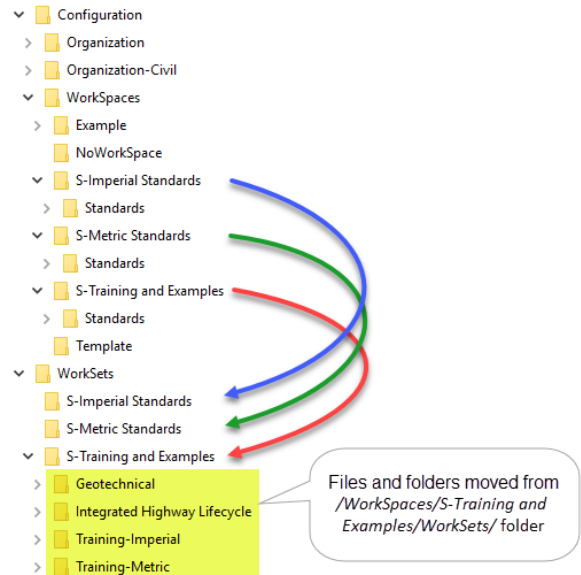 Configuration
Organization
Organization-Civil
WorkSpaces
Example
NoWorkSpace
S-Imperial Standards
Standards
S-Metric Standards
Standards
S-Training and Examples
Standards
Template
WorkSets
S-Imperial Standards
S-Metric Standards
S-Training and Examples
Geotechnical
Integrated Highway Lifecycle
Training-Imperial
Training-Metric
Files and folders moved from
/WorkSpaces/S-Training and
Examples/WorkSets/ folder